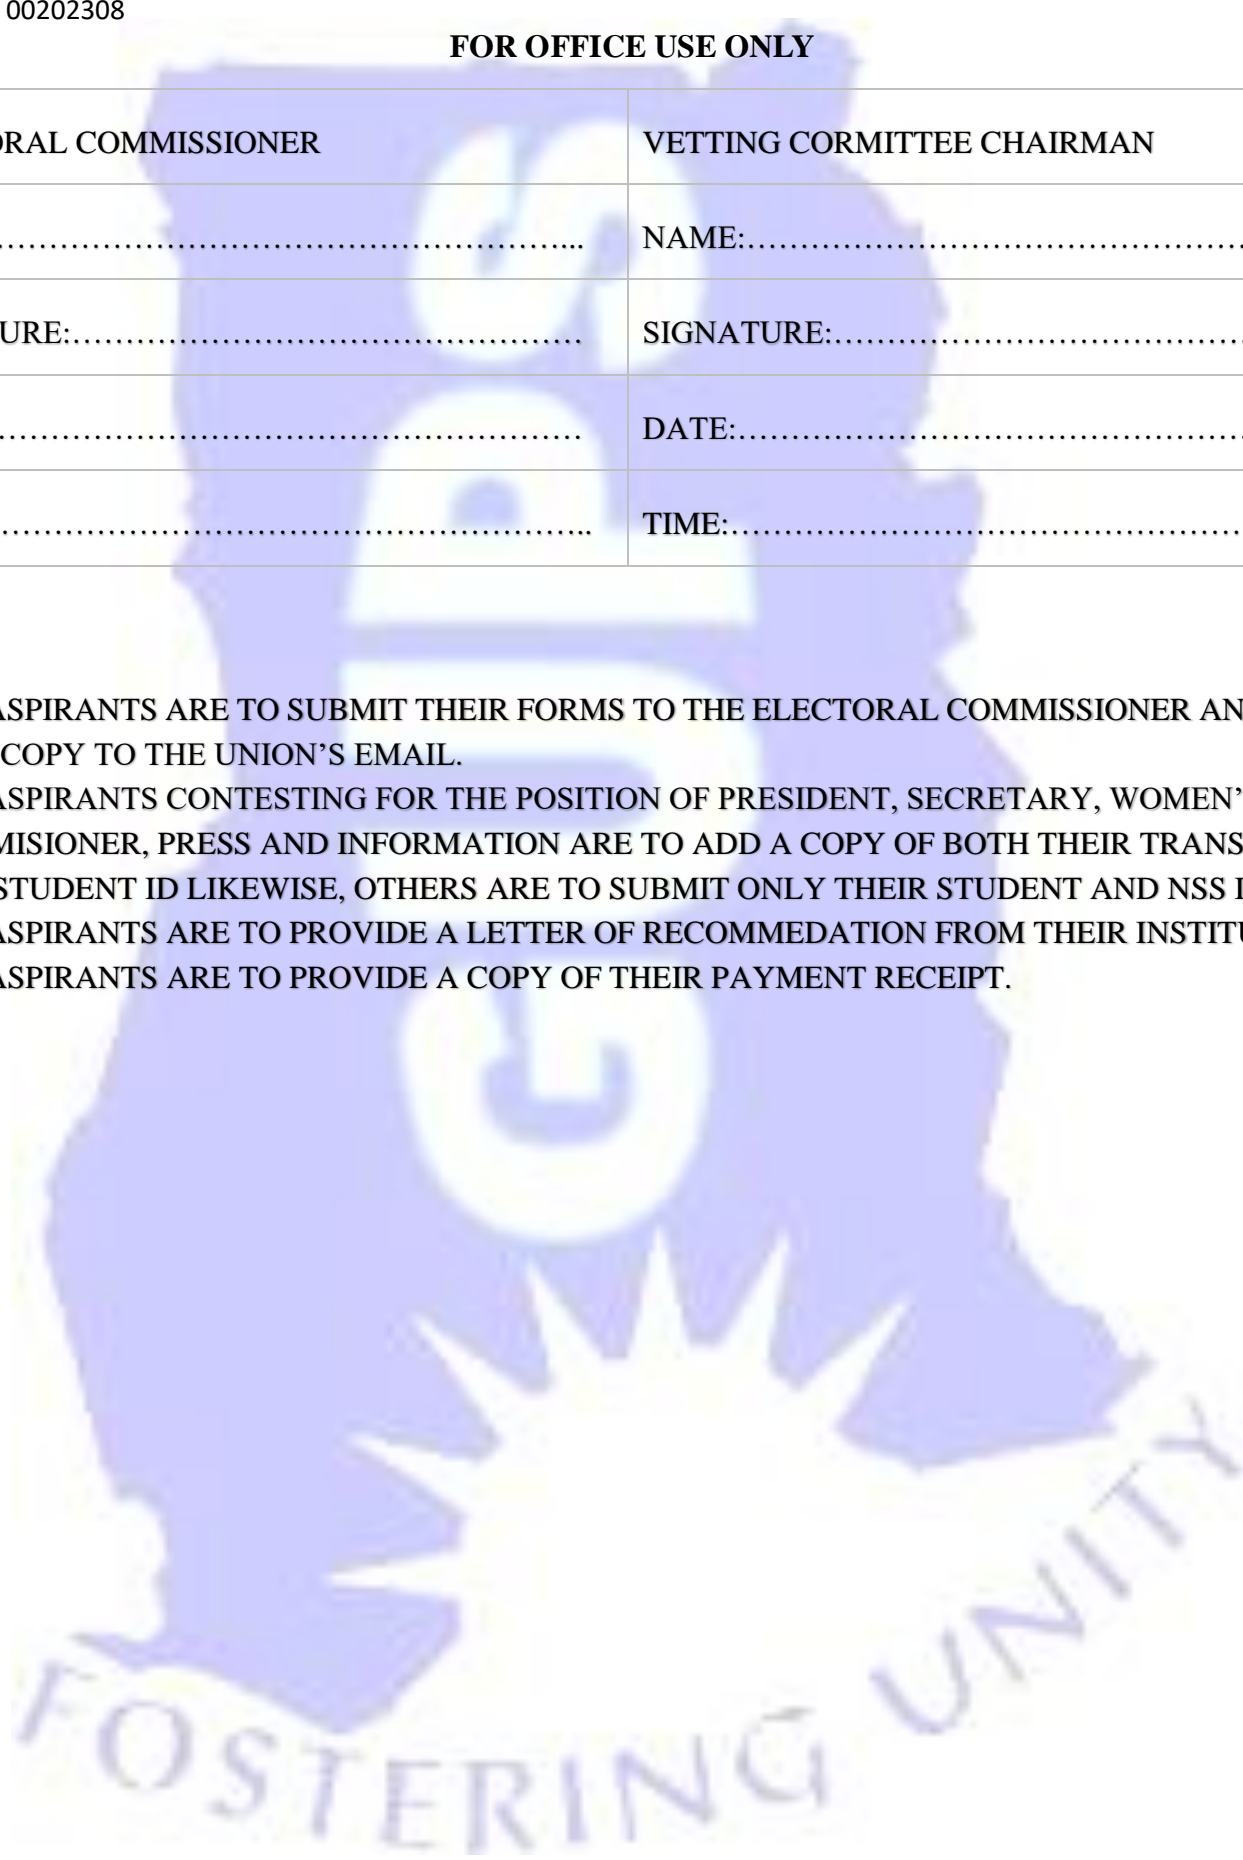 00202308
FOR OFFICE USE ONLY
ORAL COMMISSIONER VETTING CORMITTEE CHAIRMAN
…………………………………………………... NAME:…………………………………………
URE:………………………………………… SIGNATURE:…………………………………
………………………………………………… DATE:…………………………………………
………………………………………………….. TIME:…………………………………………
ASPIRANTS ARE TO SUBMIT THEIR FORMS TO THE ELECTORAL COMMISSIONER AN
COPY TO THE UNION’S EMAIL.
ASPIRANTS CONTESTING FOR THE POSITION OF PRESIDENT, SECRETARY, WOMEN’
MISIONER, PRESS AND INFORMATION ARE TO ADD A COPY OF BOTH THEIR TRANS
STUDENT ID LIKEWISE, OTHERS ARE TO SUBMIT ONLY THEIR STUDENT AND NSS I
ASPIRANTS ARE TO PROVIDE A LETTER OF RECOMMEDATION FROM THEIR INSTITU
ASPIRANTS ARE TO PROVIDE A COPY OF THEIR PAYMENT RECEIPT.
GUPS
FOSTERING UNITY